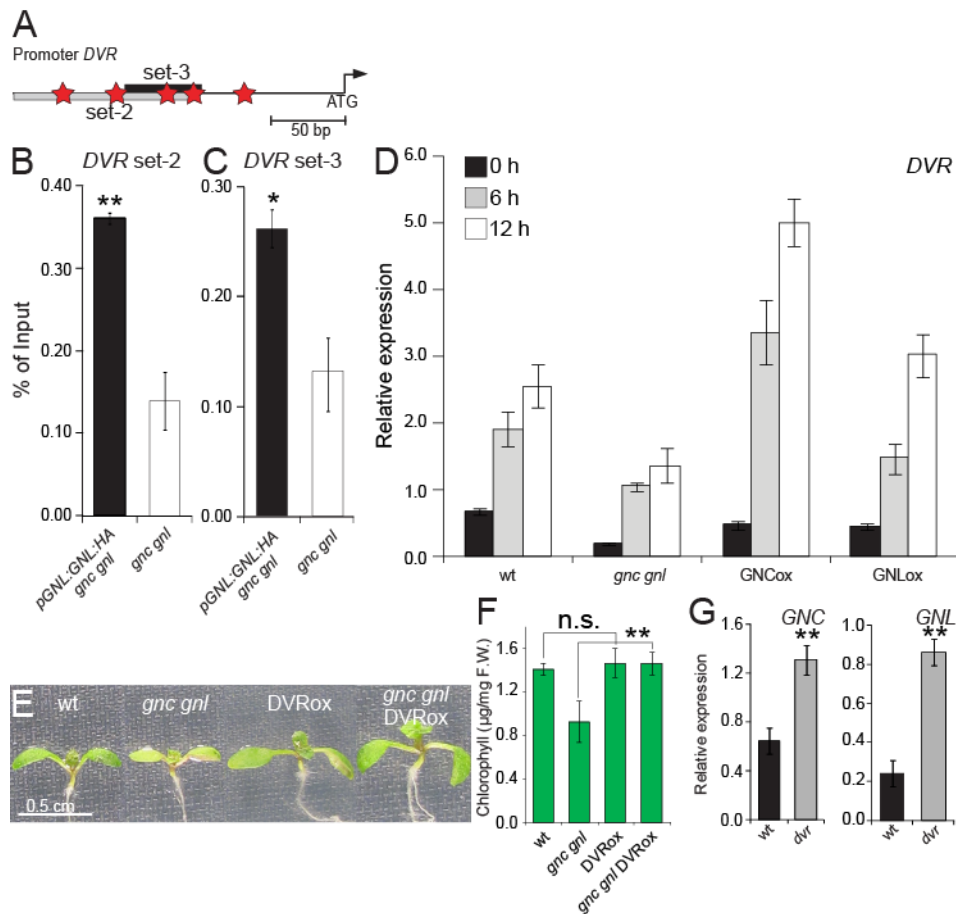 A
Promoter DVR
set-3
set-2
ATG
50 bp
B
DVR set-2
% of Input
0.40
0.30
0.20
0.10
0.00
**
pGNL:GNL:HA
gnc gnl
gnc gnl
C
DVR set-3
0.30
0.20
0.10
0.00
*
pGNL:GNL:HA
gnc gnl
gnc gnl
D
DVR
Relative expression
6.0
5.0
4.0
3.0
2.0
1.0
0.0
0 h
6 h
12 h
wt
gnc gnl
GNCox
GNLox
E
wt
gnc gnl
DVRox
gnc gnl
DVRox
0.5 cm
F
Chlorophyll (µg/mg F.W.)
1.6
1.2
0.8
1.4
0.0
n.s.
**
wt
gnc gnl
DVRox
gnc gnl DVRox
G
GNC
Relative expression
1.6
1.2
0.8
1.4
0.0
**
wt
dvr
GNL
1.0
0.8
0.6
0.4
0.2
0.0
**
wt
dvr